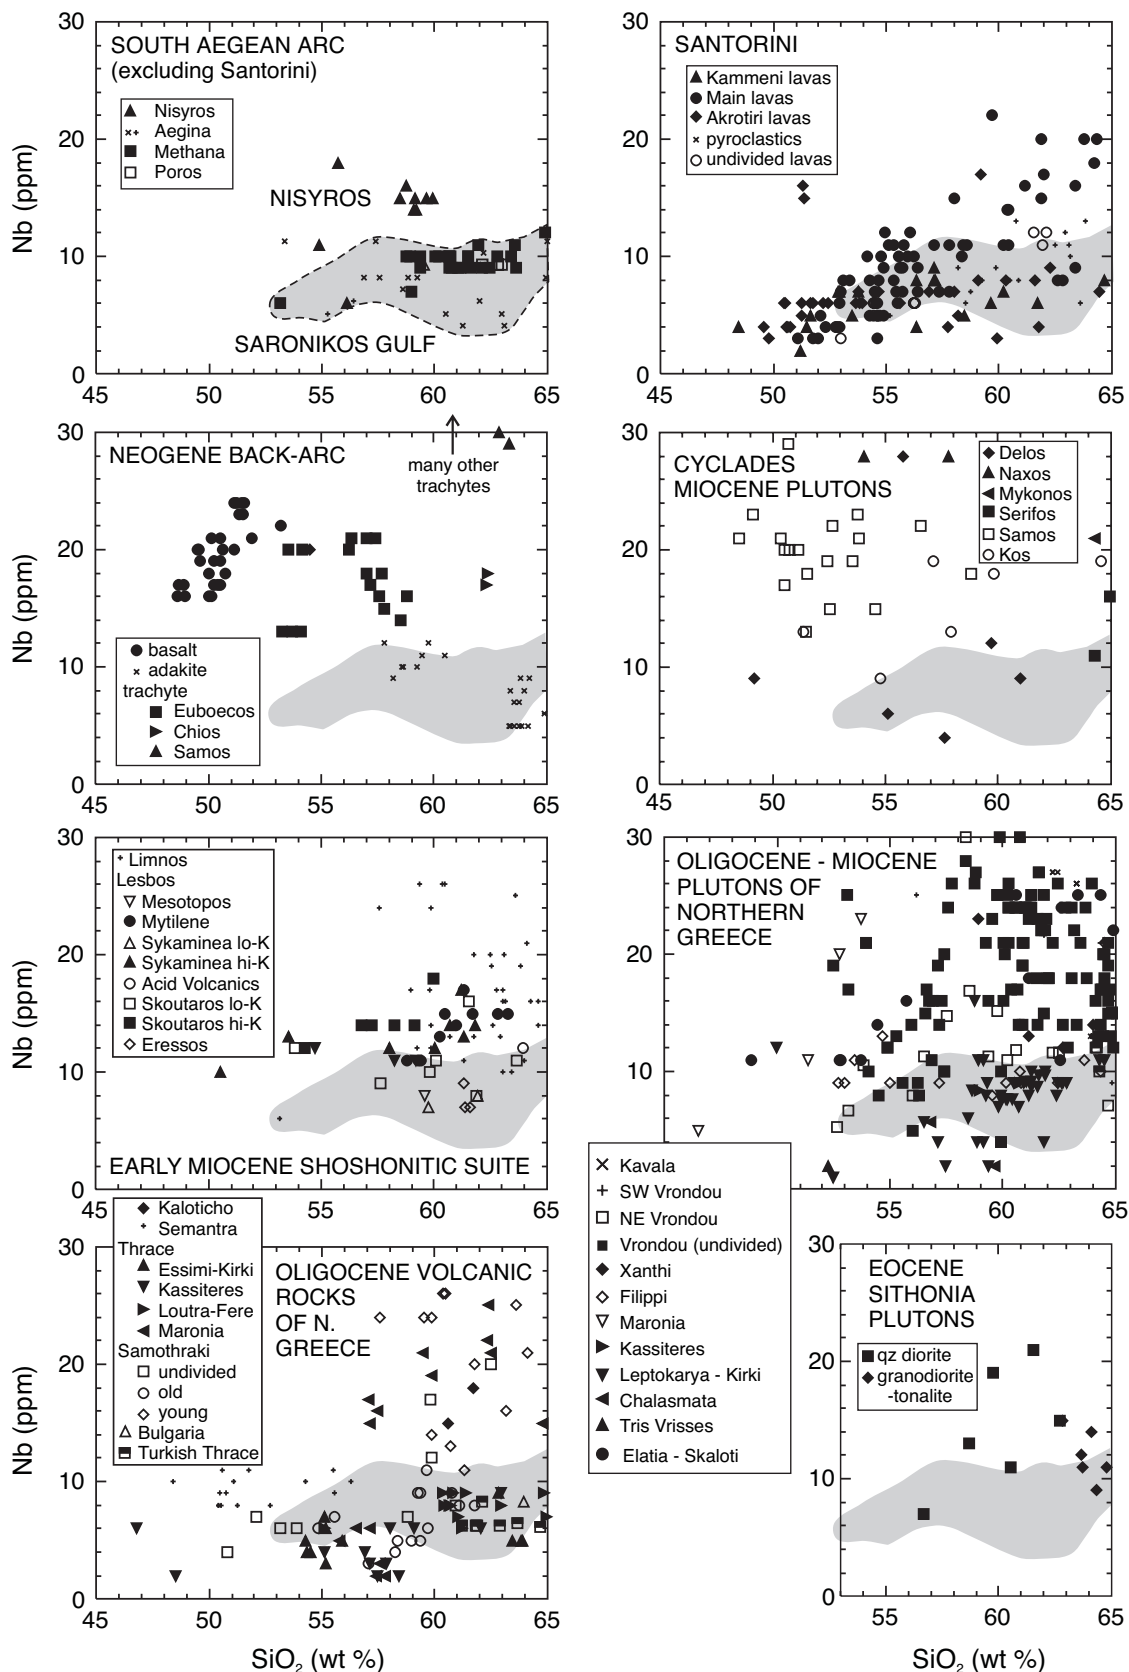 30
SOUTH AEGEAN ARC
(excluding Santorini)
Nisyros
Aegina
Methana
Poros
20
NISYROS
10
SARONIKOS GULF
0
45 50 55 60 65
Nb (ppm)
30
SANTORINI
Kammeni lavas
Main lavas
Akrotiri lavas
pyroclastics
undivided lavas
20
10
0
45 50 55 60 65
30
NEOGENE BACK-ARC
many other
trachytes
20
10
basalt
adakite
trachyte
Euboecos
Chios
Samos
0
45 50 55 60 65
Nb (ppm)
30
CYCLADES
MIOCENE PLUTONS
Delos
Naxos
Mykonos
Serifos
Samos
Kos
20
10
0
45 50 55 60 65
30
Limnos
Lesbos
Mesotopos
Mytilene
Sykaminea lo-K
Sykaminea hi-K
Acid Volcanics
Skoutaros lo-K
Skoutaros hi-K
Eressos
20
10
EARLY MIOCENE SHOSHONITIC SUITE
0
45 55 60 65
Nb (ppm)
30
OLIGOCENE - MIOCENE
PLUTONS OF
NORTHERN
GREECE
20
10
55 60 65
Kavala
SW Vrondou
NE Vrondou
Vrondou (undivided)
Xanthi
Filippi
Maronia
Kassiteres
Leptokarya - Kirki
Chalasmata
Tris Vrisses
Elatia - Skaloti
Kaloticho
Semantra
Thrace
Essimi-Kirki
Kassiteres
Loutra-Fere
Maronia
Samothraki
undivided
old
young
Bulgaria
Turkish Thrace
30
OLIGOCENE VOLCANIC
ROCKS
OF N.
GREECE
20
10
0
45 50 55 60 65
Nb (ppm)
SiO2 (wt %)
30
EOCENE
SITHONIA
PLUTONS
qz diorite
granodiorite
-tonalite
20
10
0
55 60 65
SiO2 (wt %)